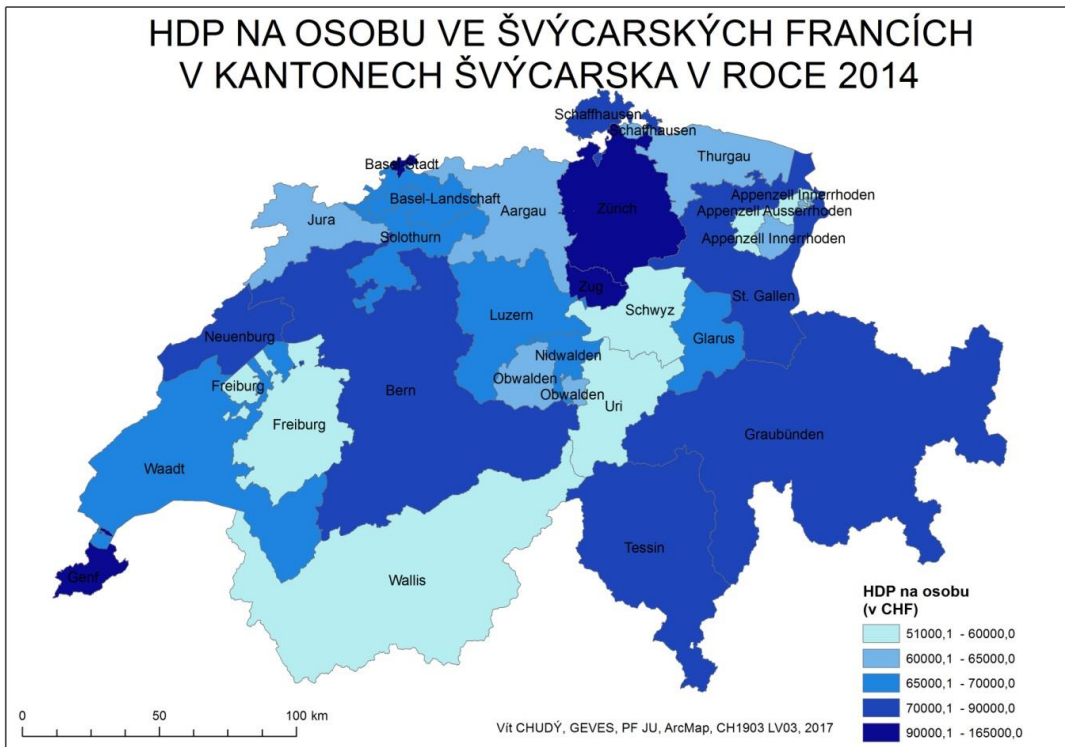 HDP NA OSOBU VE ŠVÝCARSKÝCH FRANCÍCH
V KANTONECH ŠVÝCARSKA V ROCE 2014
Schaffhausen
Schaffhausen
Basel-Stadt
Thurgau
Basel-Landschaft
Appenzell Innerrhoden
Jura
Aargau
Zürich
Appenzell Ausserrhoden
Solothurn
Appenzell Innerrhoden
Zug
St. Gallen
Schwyz
Luzern
Neuenburg
Glarus
Nidwalden
Freiburg
Obwalden
Bern
Obwalden
Uri
Freiburg
Graubünden
Waadt
Tessin
Genf
Wallis
HDP na osobu
(v CHF)
51000,1 - 60000,0
60000,1 - 65000,0
65000,1 - 70000,0
70000,1 - 90000,0
90000,1 - 165000,0
0 50 100 km
Vít CHUDÝ, GEVES, PF JU, ArcMap, CH1903 LV03, 2017